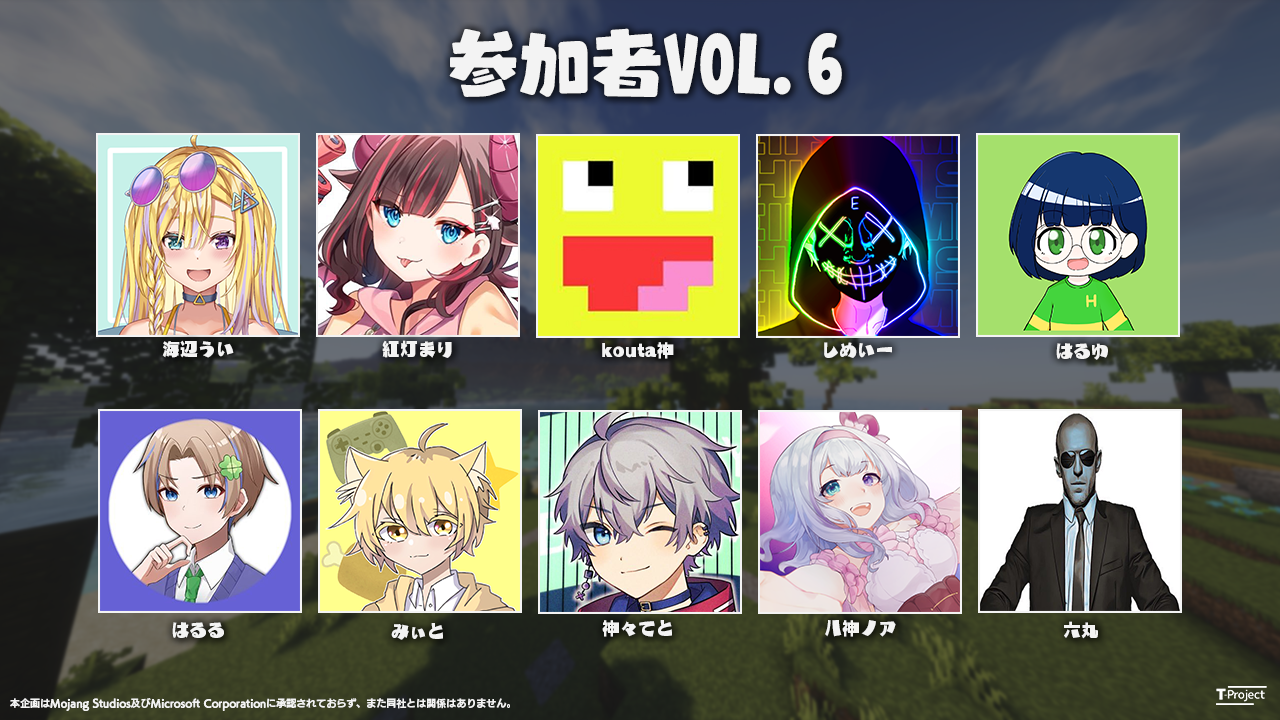 参加者VOL.6
海辺うい
紅灯まり
kouta神
しめいー
はるゆ
はるる
みぃと
神々てと
八神ノア
六丸
E
H
本企画はMojang Studios及びMicrosoft Corporationに承認されておらず、また同社とは関係はありません。
T-Project